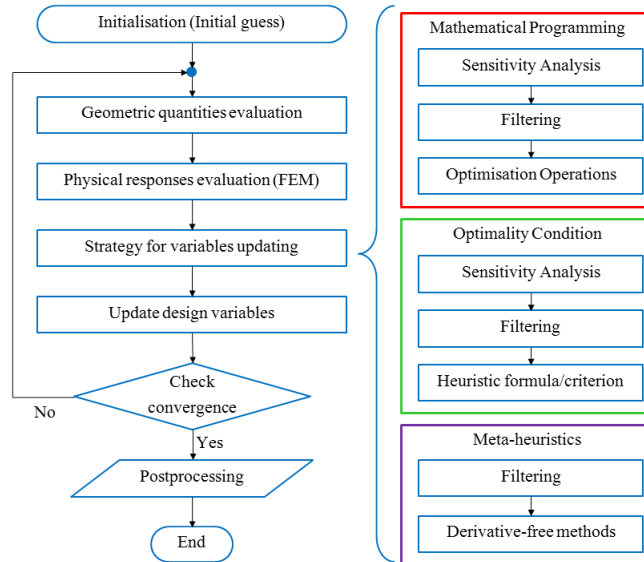 Initialisation (Initial guess)
Geometric quantities evaluation
Physical responses evaluation (FEM)
Strategy for variables updating
Update design variables
Check
convergence
No
Yes
Postprocessing
End
Mathematical Programming
Sensitivity Analysis
Filtering
Optimisation Operations
Optimality Condition
Sensitivity Analysis
Filtering
Heuristic formula/criterion
Meta-heuristics
Filtering
Derivative-free methods